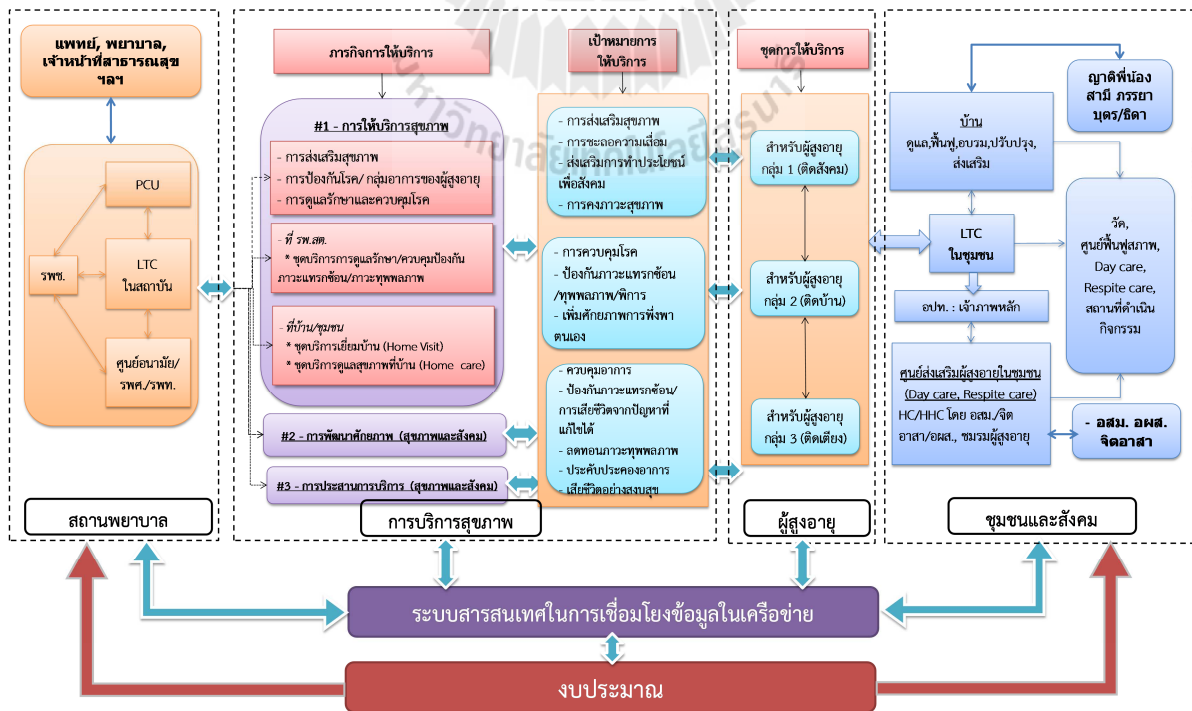 แพทย์, พยาบาล,
เจ้าหน้าที่สาธารณสุข
ฯลฯ
PCU
รพช.
LTC
ในสถาบัน
ศูนย์อนามัย/
รพศ./รพท.
สถานพยาบาล
ภารกิจการให้บริการ
#1 - การให้บริการสุขภาพ
- การส่งเสริมสุขภาพ
- การป้องกันโรค/ กลุ่มอาการของผู้สูงอายุ
- การดูแลรักษาและควบคุมโรค
- ที่ รพ.สต.
* ชุดบริการการดูแลรักษา/ควบคุมป้องกัน
ภาวะแทรกซ้อน/ภาวะทุพพลภาพ
- ที่บ้าน/ชุมชน
* ชุดบริการเยี่ยมบ้าน (Home Visit)
* ชุดบริการดูแลสุขภาพที่บ้าน (Home care)
#2 - การพัฒนาศักยภาพ (สุขภาพและสังคม)
#3 - การประสานการบริการ (สุขภาพและสังคม)
เป้าหมายการ
ให้บริการ
- การส่งเสริมสุขภาพ
- การชะลอความเสื่อม
- ส่งเสริมการทำประโยชน์
เพื่อสังคม
- การคงภาวะสุขภาพ
- การควบคุมโรค
- ป้องกันภาวะแทรกซ้อน
/ทุพพลภาพ/พิการ
- เพิ่มศักยภาพการพึ่งพา
ตนเอง
- ควบคุมอาการ
- ป้องกันภาวะแทรกซ้อน/
การเสียชีวิตจากปัญหาที่
แก้ไขได้
- ลดทอนภาวะทุพพลภาพ
- ประคับประคองอาการ
- เสียชีวิตอย่างสงบสุข
การบริการสุขภาพ
ชุดการให้บริการ
สำหรับผู้สูงอายุ
กลุ่ม 1 (ติดสังคม)
สำหรับผู้สูงอายุ
กลุ่ม 2 (ติดบ้าน)
สำหรับผู้สูงอายุ
กลุ่ม 3 (ติดเตียง)
ผู้สูงอายุ
ญาติพี่น้อง
สามี ภรรยา
บุตร/ธิดา
บ้าน
ดูแล,ฟื้นฟู,อบรม,ปรับปรุง,
ส่งเสริม
LTC
ในชุมชน
อปท. : เจ้าภาพหลัก
วัด,
ศูนย์ฟื้นฟูสภาพ,
Day care,
Respite care,
สถานที่ดำเนิน
กิจกรรม
ศูนย์ส่งเสริมผู้สูงอายุในชุมชน
(Day care, Respite care)
HC/HHC โดย อสม./จิต
อาสา/อผส., ชมรมผู้สูงอายุ
- อสม. อผส.
จิตอาสา
ชุมชนและสังคม
ระบบสารสนเทศในการเชื่อมโยงข้อมูลในเครือข่าย
งบประมาณ
มหาวิทยาลัยเทคโนโลยีสุรนารี